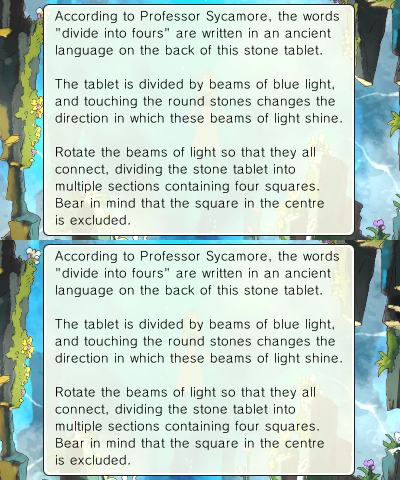 According to Professor Sycamore, the words
"divide into fours" are written in an ancient
language on the back of this stone tablet.
The tablet is divided by beams of blue light,
and touching the round stones changes the
direction in which these beams of light shine.
Rotate the beams of light so that they all
connect, dividing the stone tablet into
multiple sections containing four squares.
Bear in mind that the square in the centre
is excluded.
According to Professor Sycamore, the words
"divide into fours" are written in an ancient
language on the back of this stone tablet.
The tablet is divided by beams of blue light,
and touching the round stones changes the
direction in which these beams of light shine.
Rotate the beams of light so that they all
connect, dividing the stone tablet into
multiple sections containing four squares.
Bear in mind that the square in the centre
is excluded.